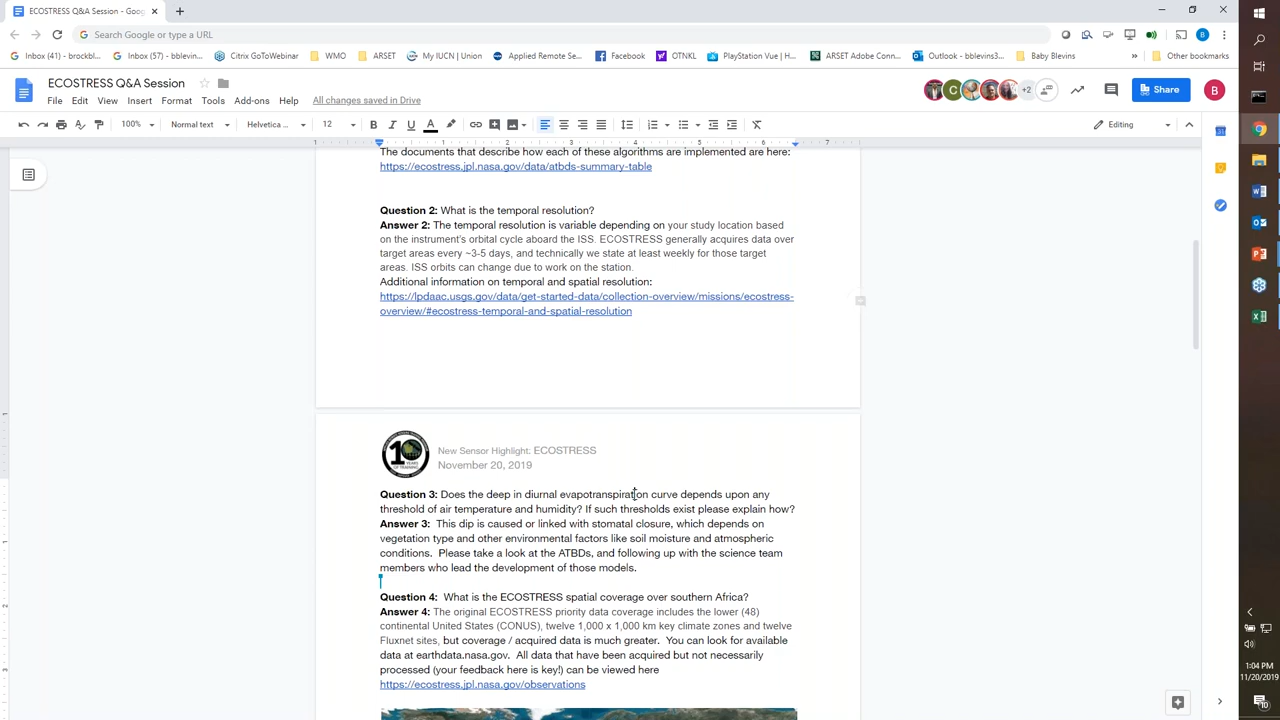 ECOSTRESS Q&A Session - Goog
Search Google or type a URL
Inbox (41) - brockbl... Inbox (57) - bblevins... Citrix GoToWebinar WMO ARSET My IUCN | Union Applied Remote Se... Facebook OTNKL PlayStation Vue | H... ARSET Adobe Conn... Outlook - bblevins3... Baby Blevins » Other bookmarks
ECOSTRESS Q&A Session
File Edit View Insert Format Tools Add-ons Help All changes saved in Drive
+2 Share B
100% Normal text Helvetica ... 12 B I U A Editing
1 1 2 3 4 5 6 7
The documents that describe how each of these algorithms are implemented are here:
https://ecostress.jpl.nasa.gov/data/atbds-summary-table
Question 2: What is the temporal resolution?
Answer 2: The temporal resolution is variable depending on your study location based
on the instrument's orbital cycle aboard the ISS. ECOSTRESS generally acquires data over
target areas every ~3-5 days, and technically we state at least weekly for those target
areas. ISS orbits can change due to work on the station.
Additional information on temporal and spatial resolution:
https://lpdaac.usgs.gov/data/get-started-data/collection-overview/missions/ecostress-
overview/#ecostress-temporal-and-spatial-resolution
10 YEARS OF TRAINING
New Sensor Highlight: ECOSTRESS
November 20, 2019
Question 3: Does the deep in diurnal evapotranspiration curve depends upon any
threshold of air temperature and humidity? If such thresholds exist please explain how?
Answer 3: This dip is caused or linked with stomatal closure, which depends on
vegetation type and other environmental factors like soil moisture and atmospheric
conditions. Please take a look at the ATBDs, and following up with the science team
members who lead the development of those models.
Question 4: What is the ECOSTRESS spatial coverage over southern Africa?
Answer 4: The original ECOSTRESS priority data coverage includes the lower (48)
continental United States (CONUS), twelve 1,000 x 1,000 km key climate zones and twelve
Fluxnet sites, but coverage / acquired data is much greater. You can look for available
data at earthdata.nasa.gov. All data that have been acquired but not necessarily
processed (your feedback here is key!) can be viewed here
https://ecostress.jpl.nasa.gov/observations
1:04 PM
11/20/2019